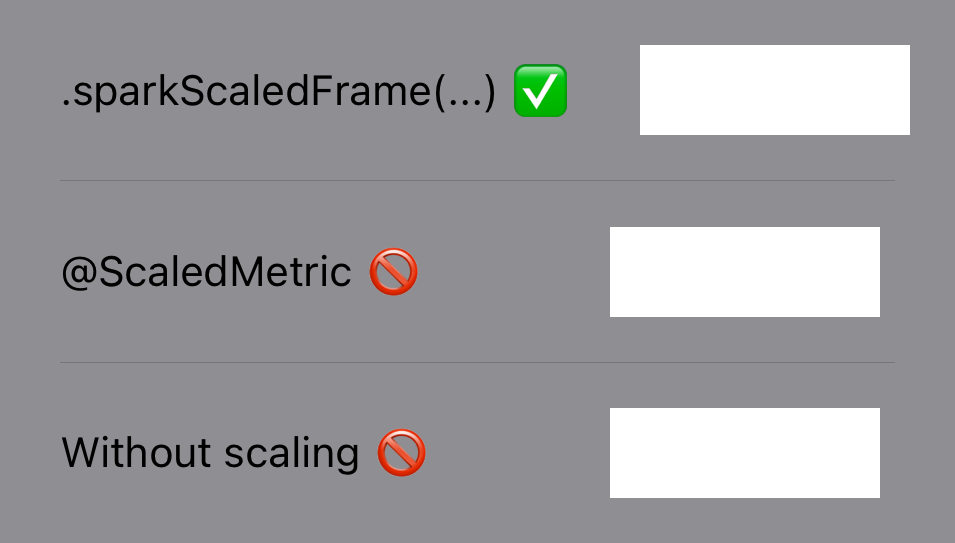 .sparkScaledFrame(...) ✅
@ScaledMetric 🚫
Without scaling 🚫